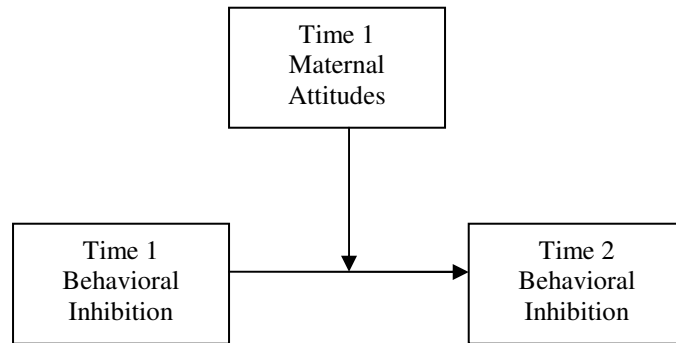 Time 1
Maternal
Attitudes
Time 1
Behavioral
Inhibition
Time 2
Behavioral
Inhibition